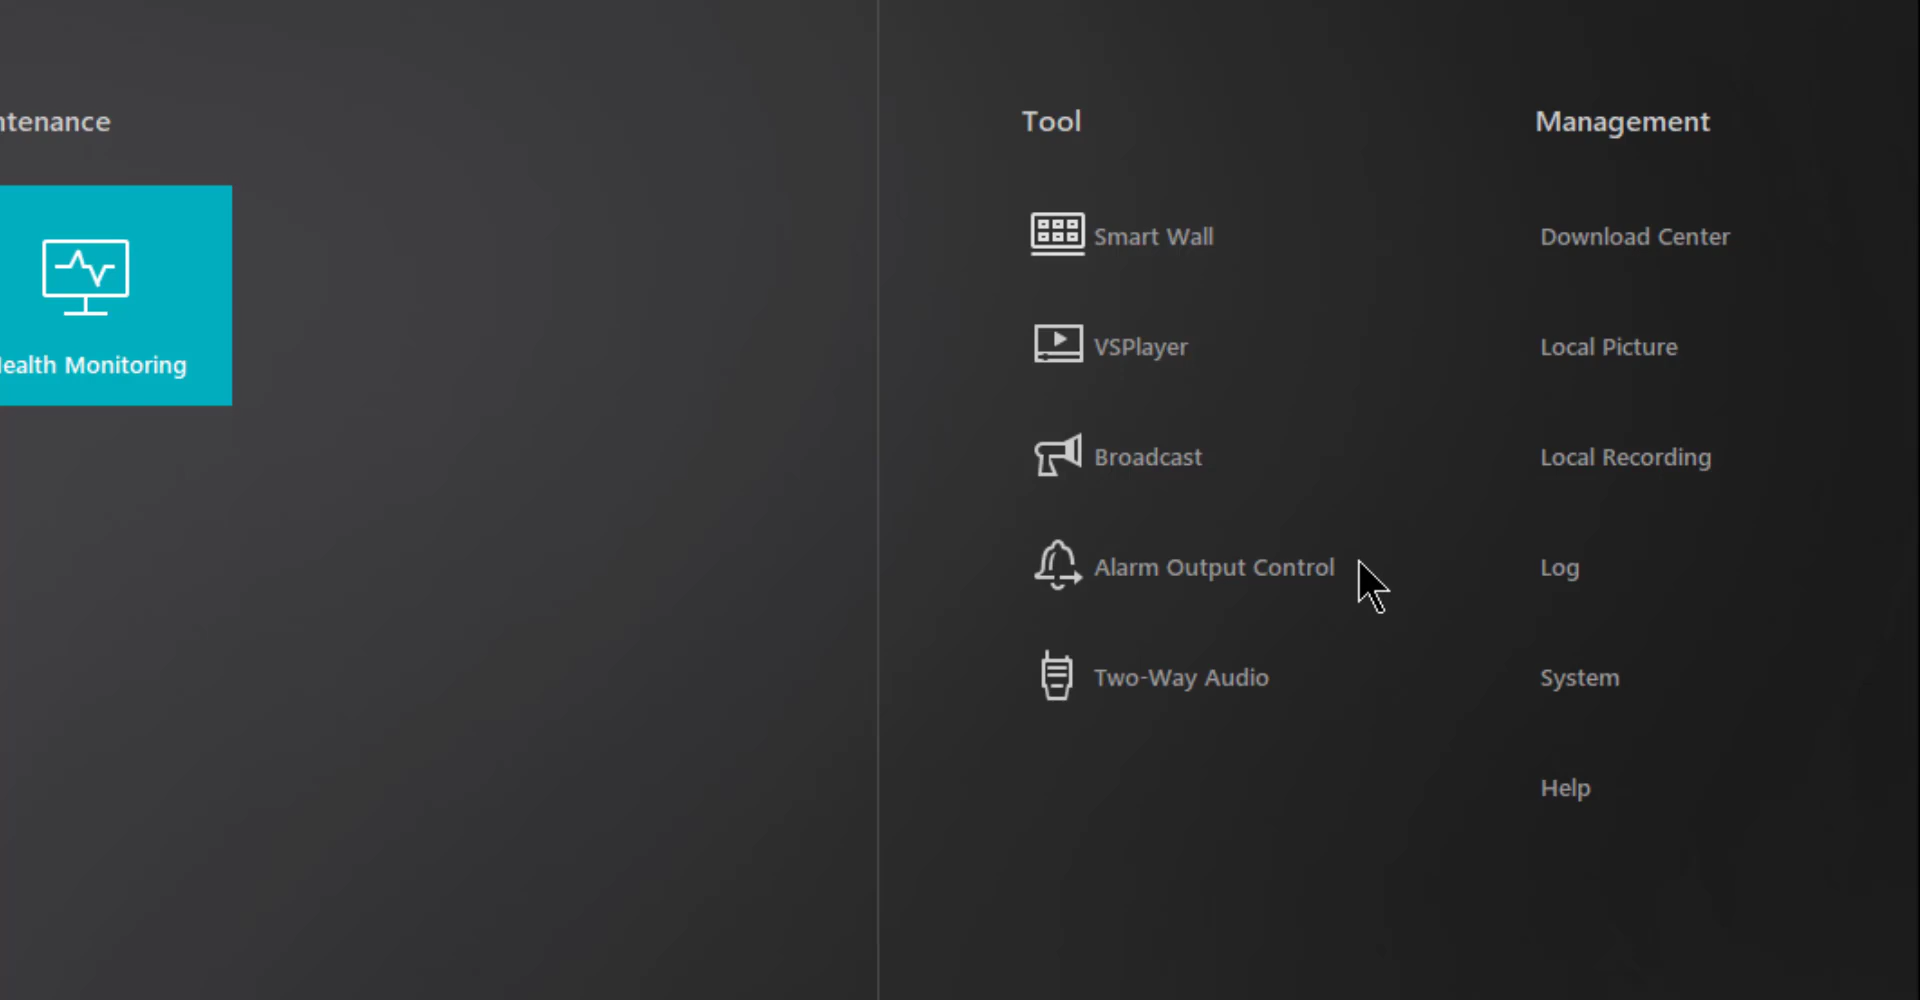 ntenance
Health Monitoring
Tool
Smart Wall
VSPlayer
Broadcast
Alarm Output Control
Two-Way Audio
Management
Download Center
Local Picture
Local Recording
Log
System
Help